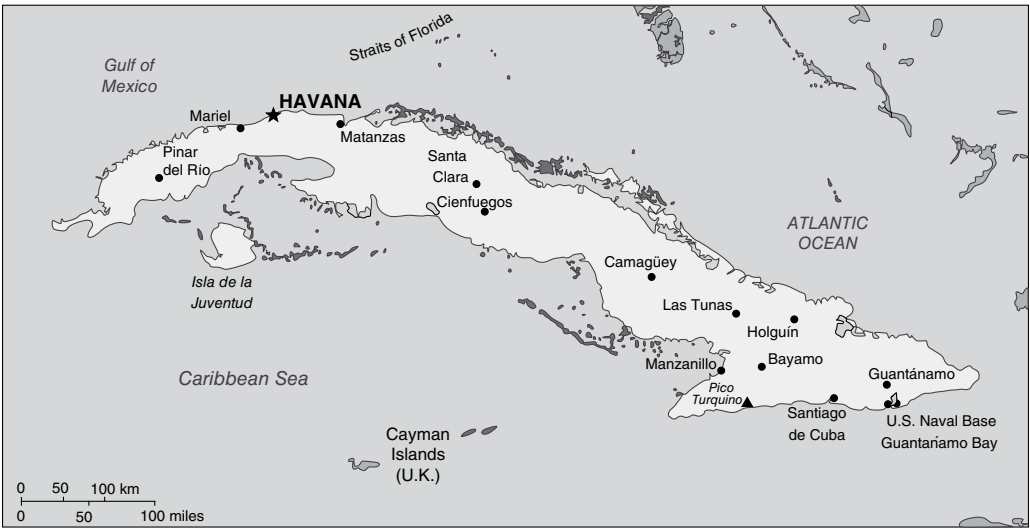 Straits of Florida
Gulf of
Mexico
HAVANA
Mariel
Matanzas
Pinar
del Río
Santa
Clara
Cienfuegos
ATLANTIC
OCEAN
Isla de la
Juventud
Camagüey
Las Tunas
Holguín
Manzanillo
Bayamo
Guantánamo
Caribbean Sea
Pico
Turquino
Santiago
de Cuba
U.S. Naval Base
Guantaníamo Bay
Cayman
Islands
(U.K.)
0 50 100 km
0 50 100 miles